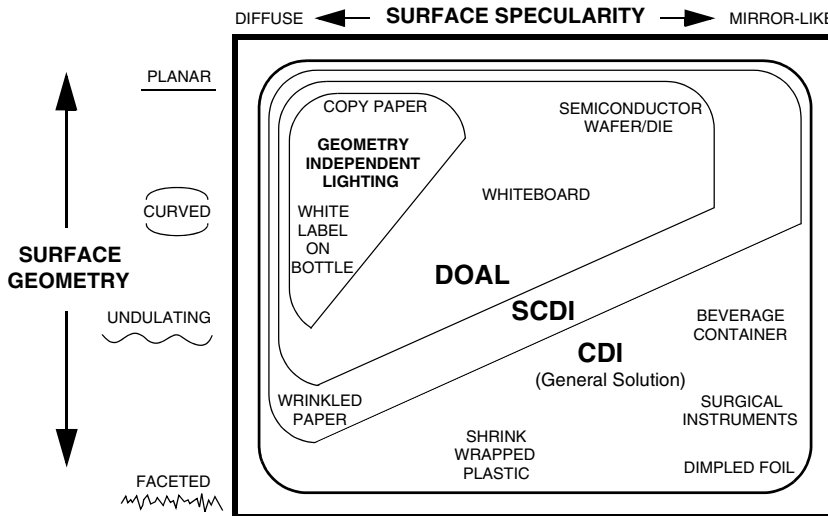 DIFFUSE SURFACE SPECULARITY MIRROR-LIKE
PLANAR
CURVED
SURFACE
GEOMETRY
UNDULATING
FACETED
COPY PAPER
GEOMETRY
INDEPENDENT
LIGHTING
WHITE
LABEL
ON
BOTTLE
SEMICONDUCTOR
WAFER/DIE
WHITEBOARD
DOAL
SCDI
CDI
(General Solution)
BEVERAGE
CONTAINER
WRINKLED
PAPER
SHRINK
WRAPPED
PLASTIC
SURGICAL
INSTRUMENTS
DIMPLED FOIL